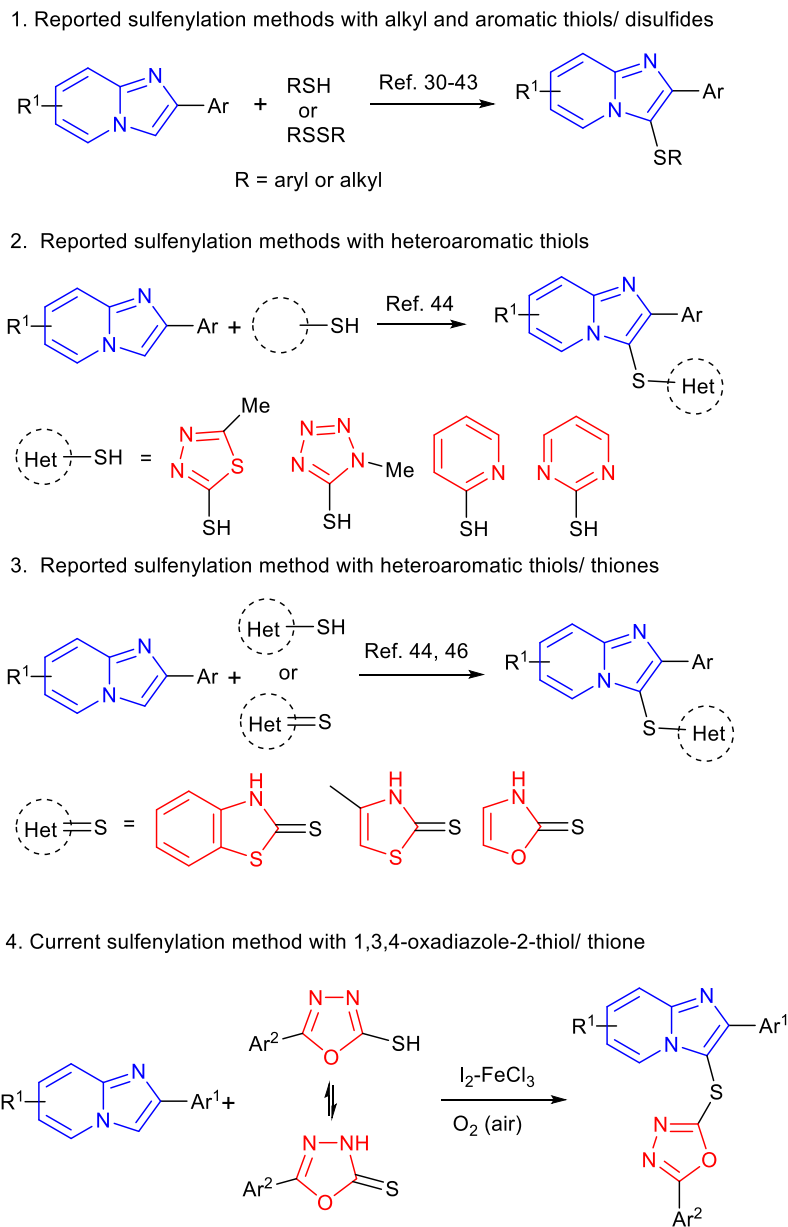 1. Reported sulfenylation methods with alkyl and aromatic thiols/ disulfides
R¹ N N Ar + RSH or RSSR Ref. 30-43 R¹ N N Ar SR
R = aryl or alkyl
2. Reported sulfenylation methods with heteroaromatic thiols
R¹ N N Ar + SH Ref. 44 R¹ N N Ar S Het
Het SH = N N S Me SH N N N N Me SH N SH N N SH
3. Reported sulfenylation method with heteroaromatic thiols/ thiones
R¹ N N Ar + Het SH or Het S Ref. 44, 46 R¹ N N Ar S Het
Het S = H N S S H N S S H N O S
4. Current sulfenylation method with 1,3,4-oxadiazole-2-thiol/ thione
R¹ N N Ar¹ + N N Ar² O SH N NH Ar² O S I₂-FeCl₃ O₂ (air) R¹ N N Ar¹ S N N O Ar²